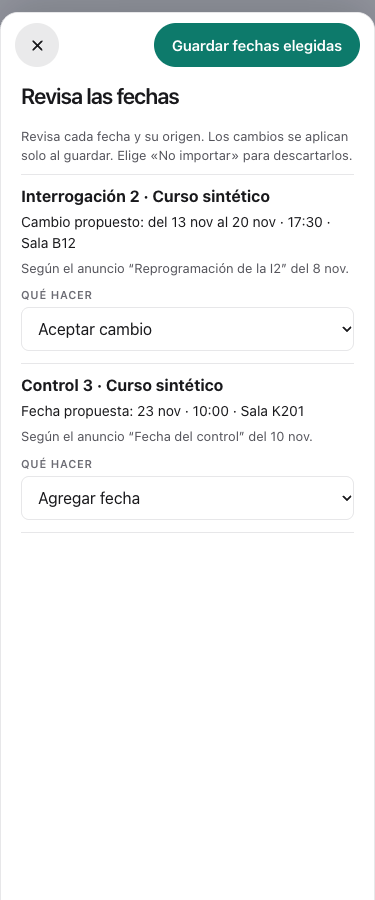 Guardar fechas elegidas
Revisa las fechas
Revisa cada fecha y su origen. Los cambios se aplican
solo al guardar. Elige «No importar» para descartarlos.
Interrogación 2 · Curso sintético
Cambio propuesto: del 13 nov al 20 nov · 17:30 ·
Sala B12
Según el anuncio “Reprogramación de la I2” del 8 nov.
QUÉ HACER
Aceptar cambio
Control 3 · Curso sintético
Fecha propuesta: 23 nov · 10:00 · Sala K201
Según el anuncio “Fecha del control” del 10 nov.
QUÉ HACER
Agregar fecha